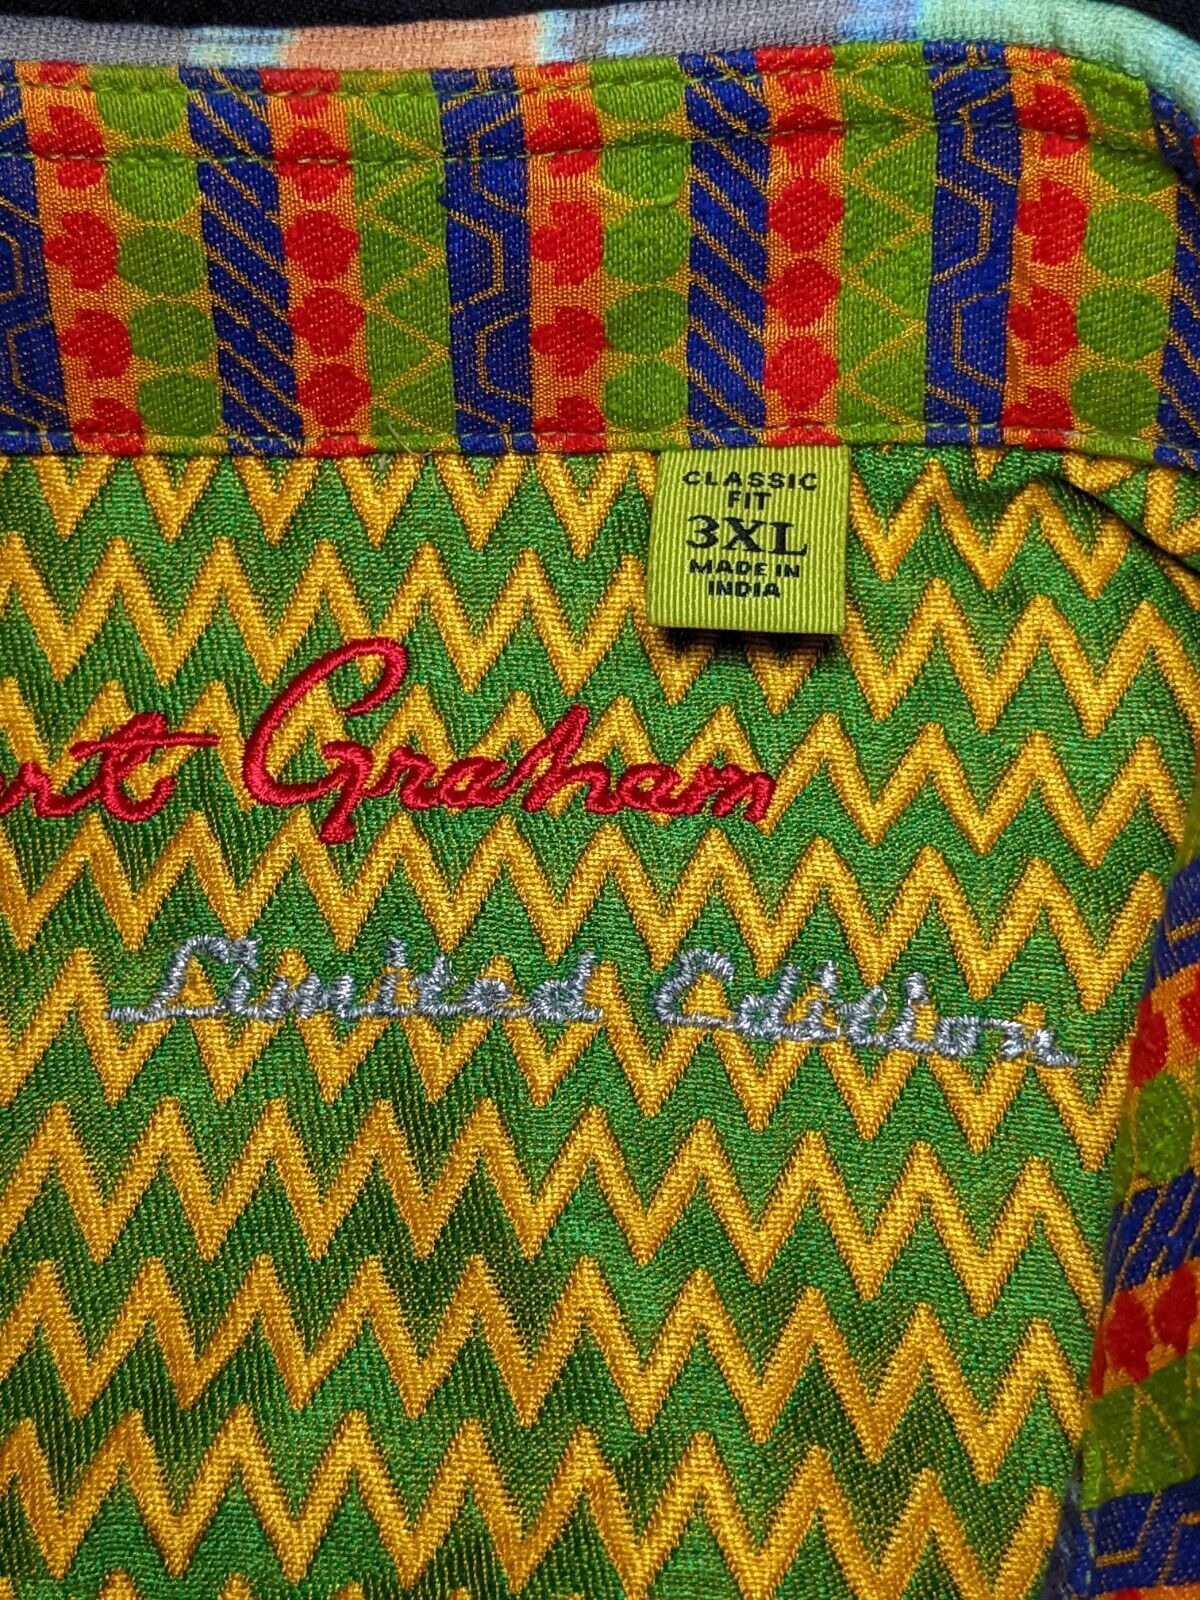 CLASSIC
FIT
3XL
MADE IN
INDIA
rt Graham
Limited Edition